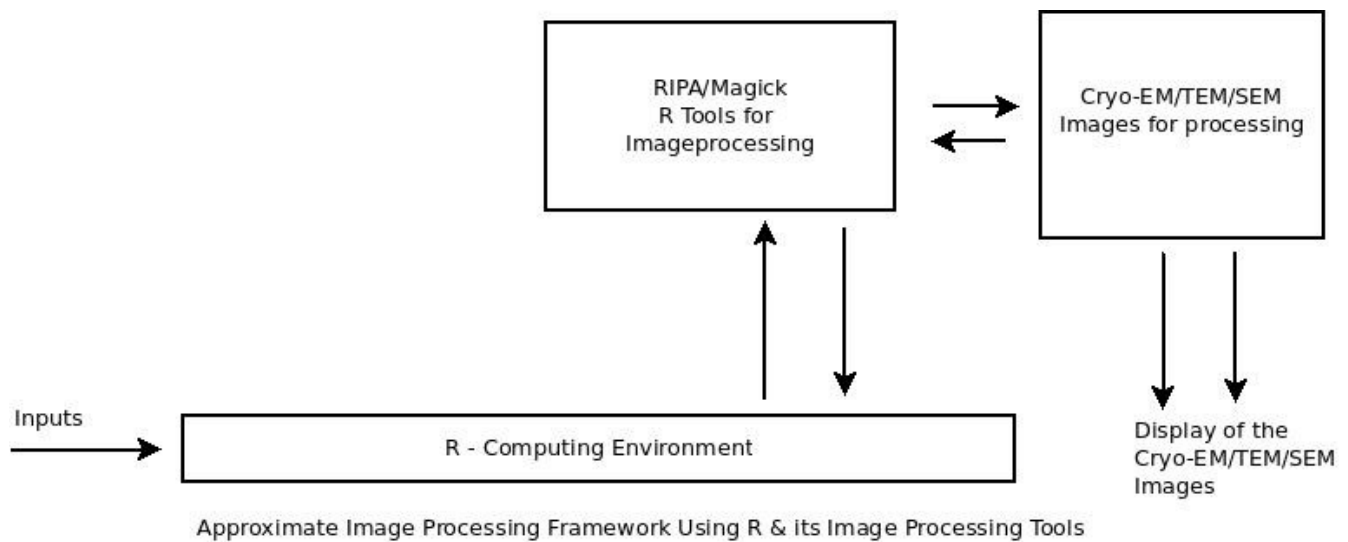 RIPA/Magick
R Tools for
Imageprocessing
Cryo-EM/TEM/SEM
Images for processing
Inputs
R - Computing Environment
Display of the
Cryo-EM/TEM/SEM
Images
Approximate Image Processing Framework Using R & its Image Processing Tools